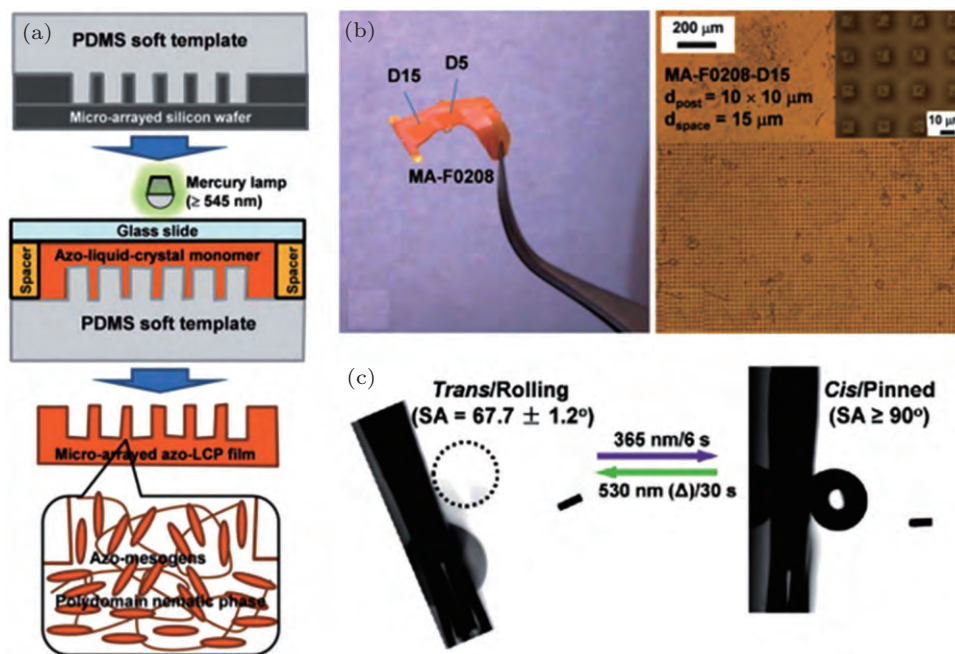 (a)
PDMS soft template
Micro-arrayed silicon wafer
Mercury lamp
(≥ 545 nm)
Glass slide
Spacer
Azo-liquid-crystal monomer
Spacer
PDMS soft template
Micro-arrayed azo-LCP film
Azo-mesogens
Polydomain nematic phase
(b)
D15
D5
MA-F0208
200 μm
MA-F0208-D15
d_post = 10 × 10 μm
d_space = 15 μm
10 μm
(c)
Trans/Rolling
(SA = 67.7 ± 1.2°)
365 nm/6 s
530 nm (Δ)/30 s
Cis/Pinned
(SA ≥ 90°)